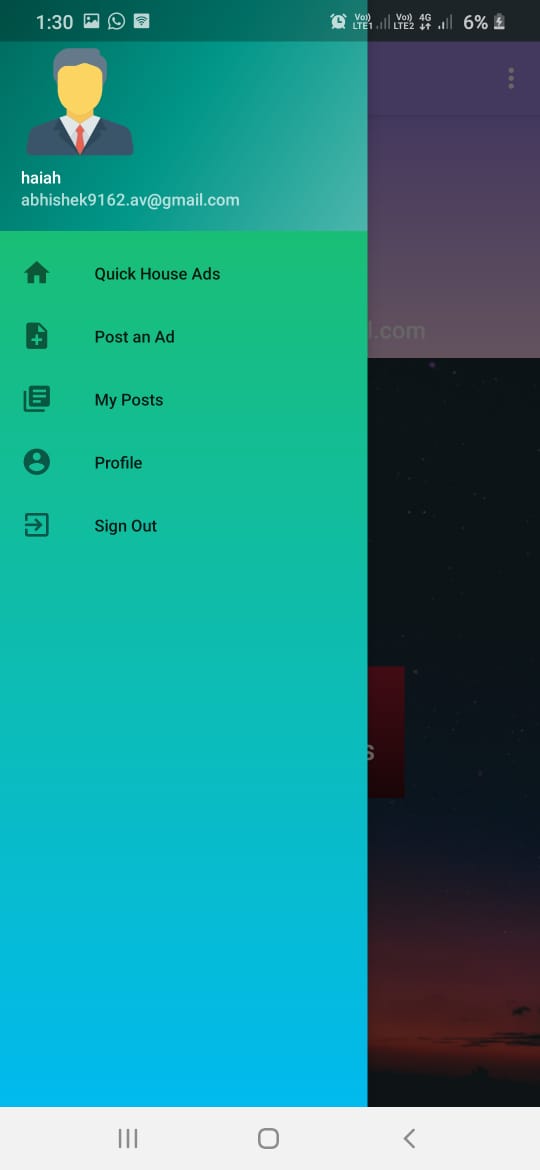 1:30
Vo)) LTE1 Vo)) LTE2 4G 6%
haiah
abhishek9162.av@gmail.com
Quick House Ads
l.com
Post an Ad
My Posts
Profile
Sign Out
s